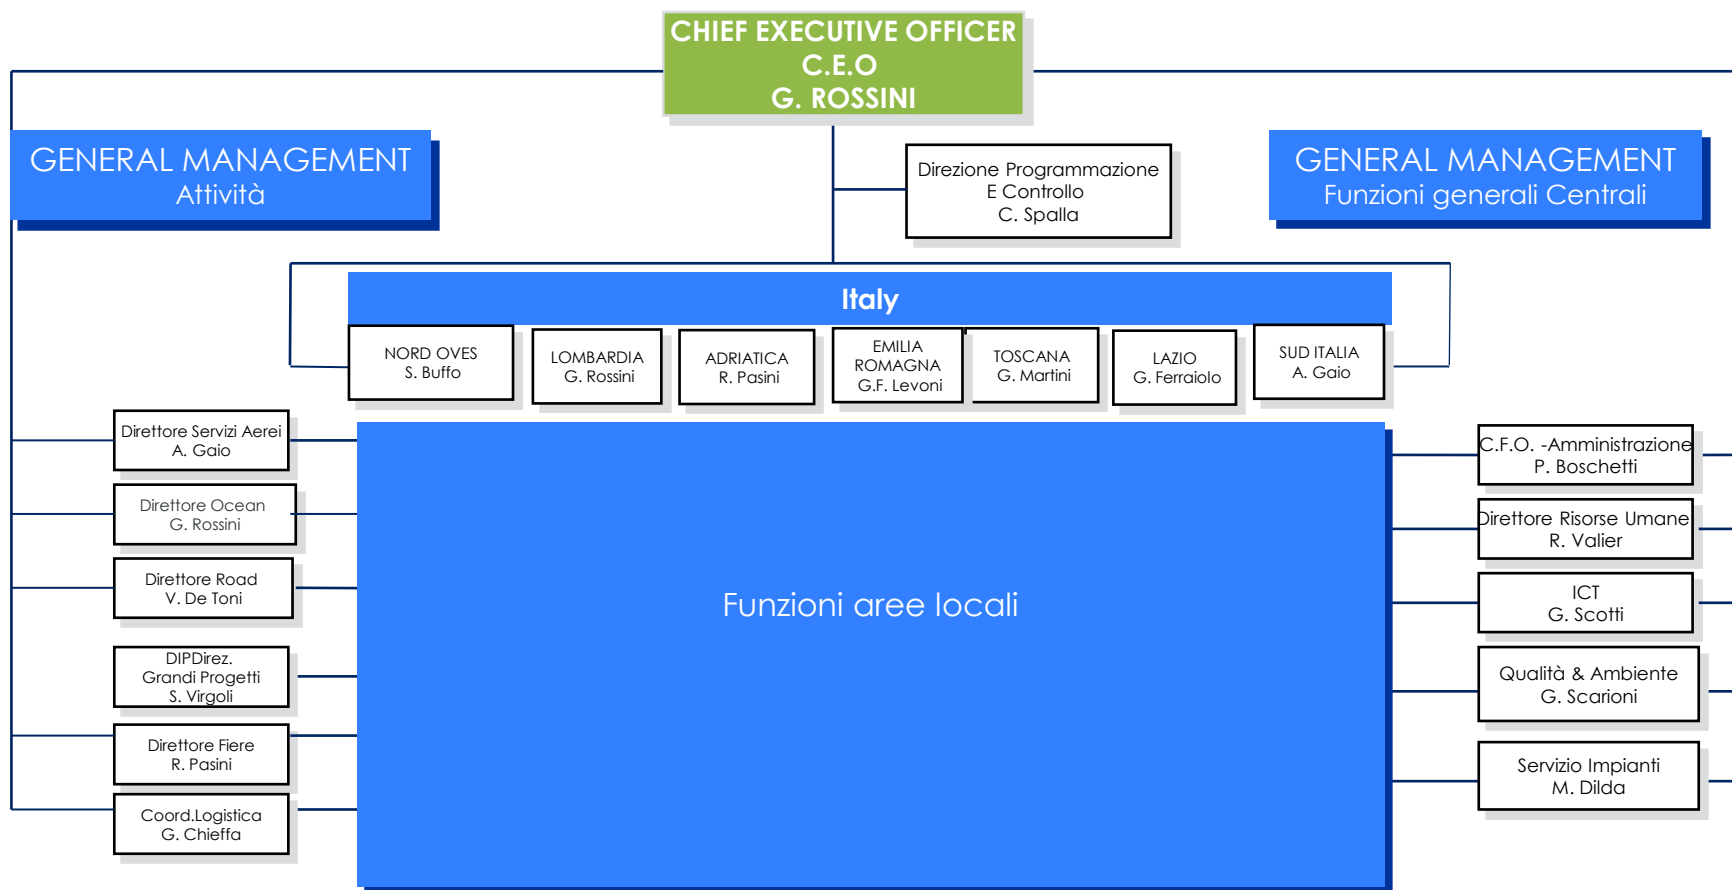 CHIEF EXECUTIVE OFFICER
C.E.O
G. ROSSINI
GENERAL MANAGEMENT
Attività
Direzione Programmazione
E Controllo
C. Spalla
GENERAL MANAGEMENT
Funzioni generali Centrali
Italy
NORD OVES
S. Buffo
LOMBARDIA
G. Rossini
ADRIATICA
R. Pasini
EMILIA
ROMAGNA
G.F. Levoni
TOSCANA
G. Martini
LAZIO
G. Ferraiolo
SUD ITALIA
A. Gaio
Direttore Servizi Aerei
A. Gaio
Direttore Ocean
G. Rossini
Direttore Road
V. De Toni
DIPDirez.
Grandi Progetti
S. Virgoli
Direttore Fiere
R. Pasini
Coord.Logistica
G. Chieffa
Funzioni aree locali
C.F.O. -Amministrazione
P. Boschetti
Direttore Risorse Umane
R. Valier
ICT
G. Scotti
Qualità & Ambiente
G. Scarioni
Servizio Impianti
M. Dilda